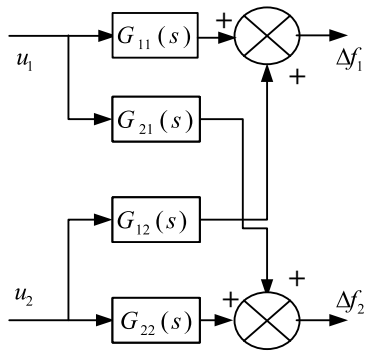 G₁₁(s) + Δf₁
u₁ +
G₂₁(s)
G₁₂(s)
u₂ + + Δf₂
G₂₂(s)